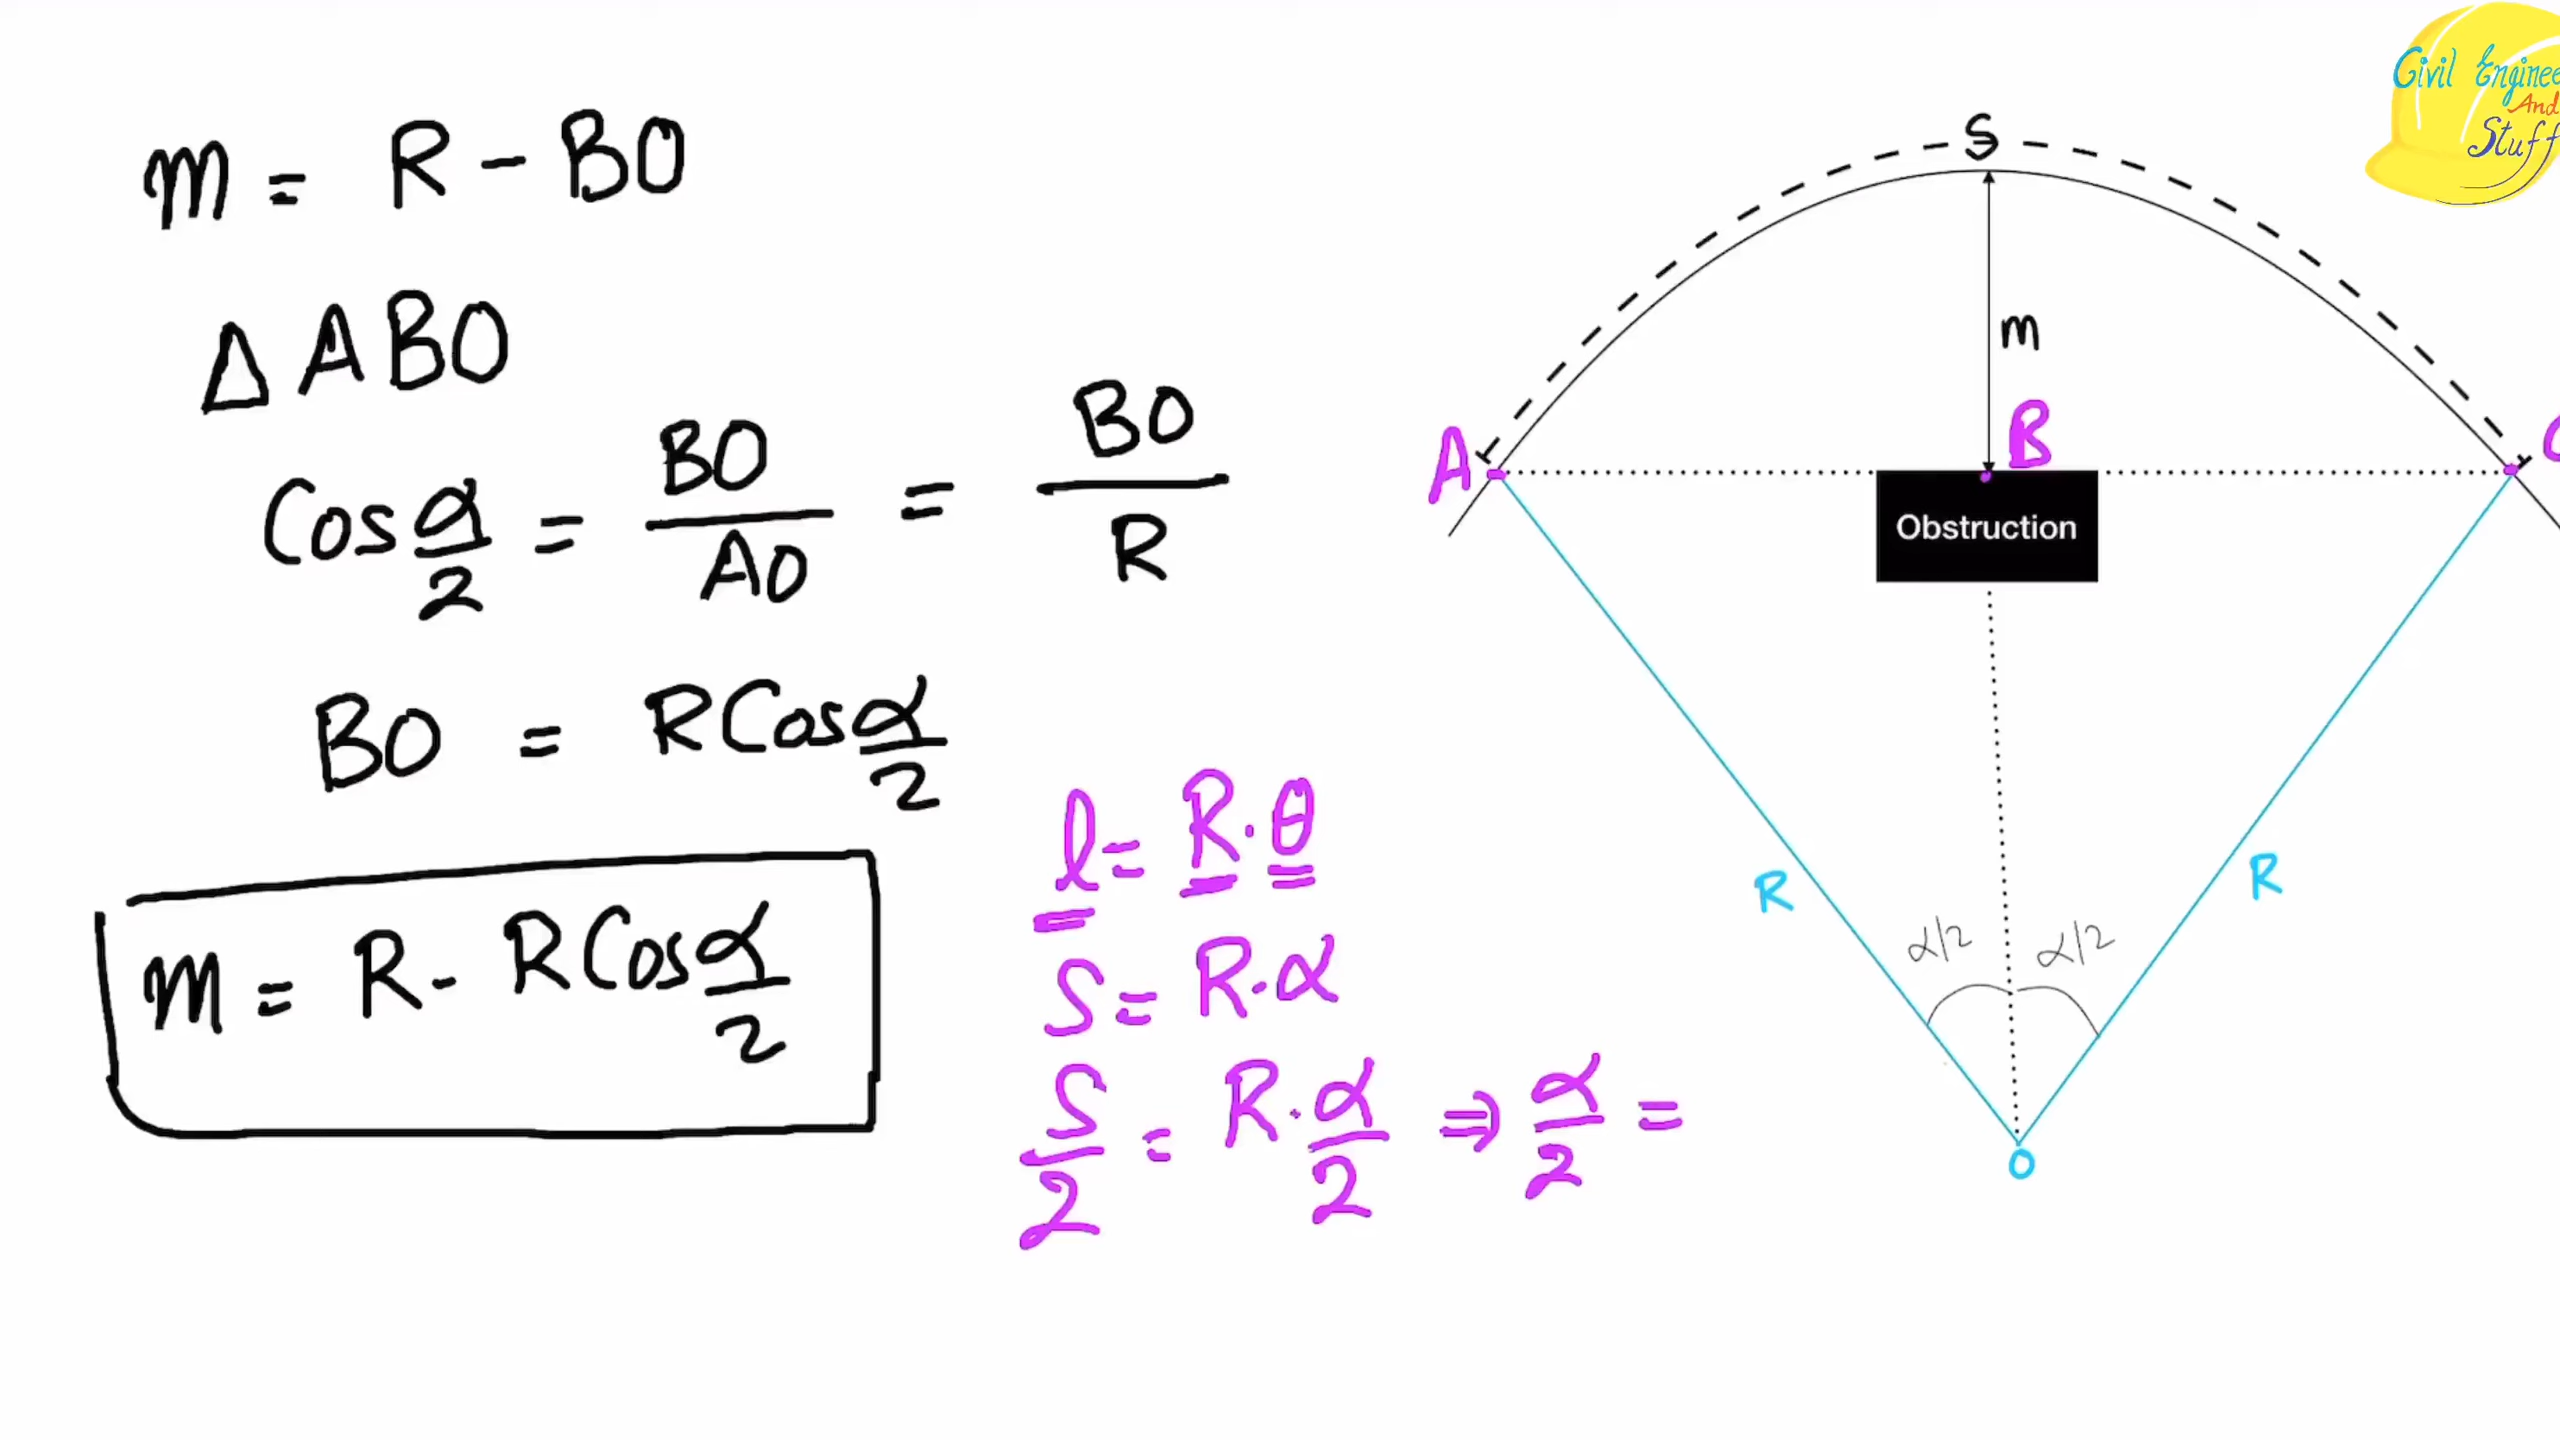 m = R - BO
Δ ABO
Cos α/2 = BO/AO = BO/R
BO = R Cos α/2
m = R - R Cos α/2
l = R·θ
S = R·α
S/2 = R·α/2 ⇒ α/2 =
S
m
A
B
Obstruction
R
R
α/2
α/2
O
Civil Enginee
And
Stuff